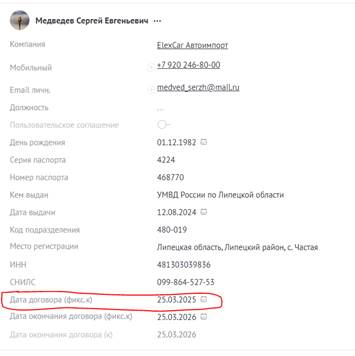 Медведев Сергей Евгеньевич ...
Компания ElexCar Автоимпорт
Мобильный +7 920 246-80-00
Email личн. medved_serzh@mail.ru
Должность ...
Пользовательское соглашение
День рождения 01.12.1982
Серия паспорта 4224
Номер паспорта 468770
Кем выдан УМВД России по Липецкой области
Дата выдачи 12.08.2024
Код подразделения 480-019
Место регистрации Липецкая область, Липецкий район, с. Частая
ИНН 481303039836
СНИЛС 099-864-527-53
Дата договора (фикс.к) 25.03.2025
Дата окончания договора (фикс.к) 25.03.2026
Дата окончания договора (к) 25.03.2026